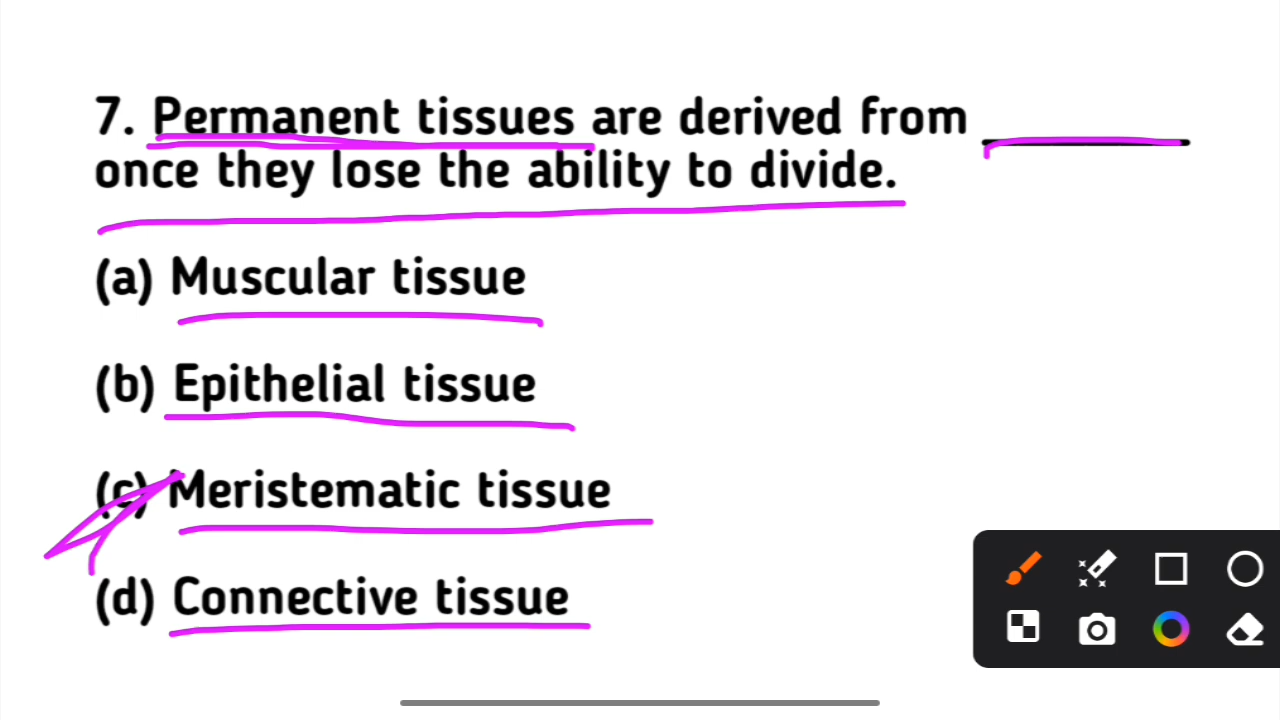 7. Permanent tissues are derived from ________
once they lose the ability to divide.
(a) Muscular tissue
(b) Epithelial tissue
(c) Meristematic tissue
(d) Connective tissue